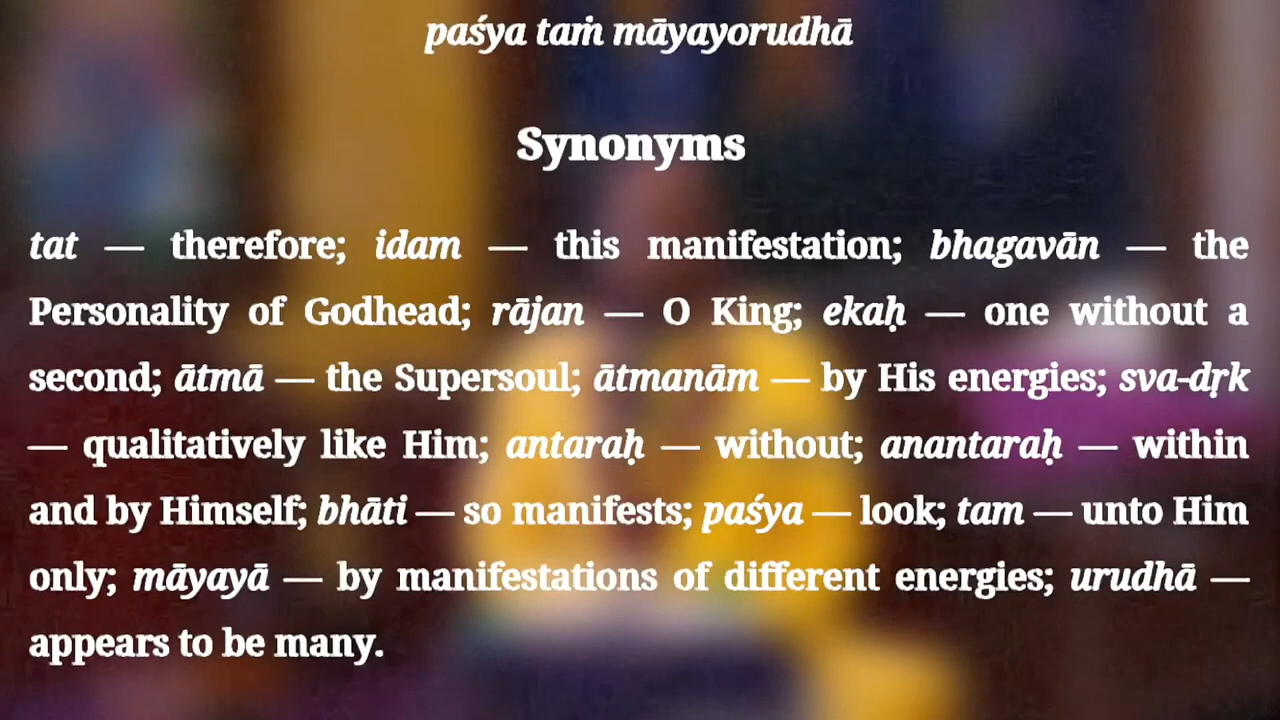 paśya taṁ māyayorudhā
Synonyms
tat — therefore; idam — this manifestation; bhagavān — the
Personality of Godhead; rājan — O King; ekaḥ — one without a
second; ātmā — the Supersoul; ātmanām — by His energies; sva-dṛk
— qualitatively like Him; antaraḥ — without; anantaraḥ — within
and by Himself; bhāti — so manifests; paśya — look; tam — unto Him
only; māyayā — by manifestations of different energies; urudhā —
appears to be many.